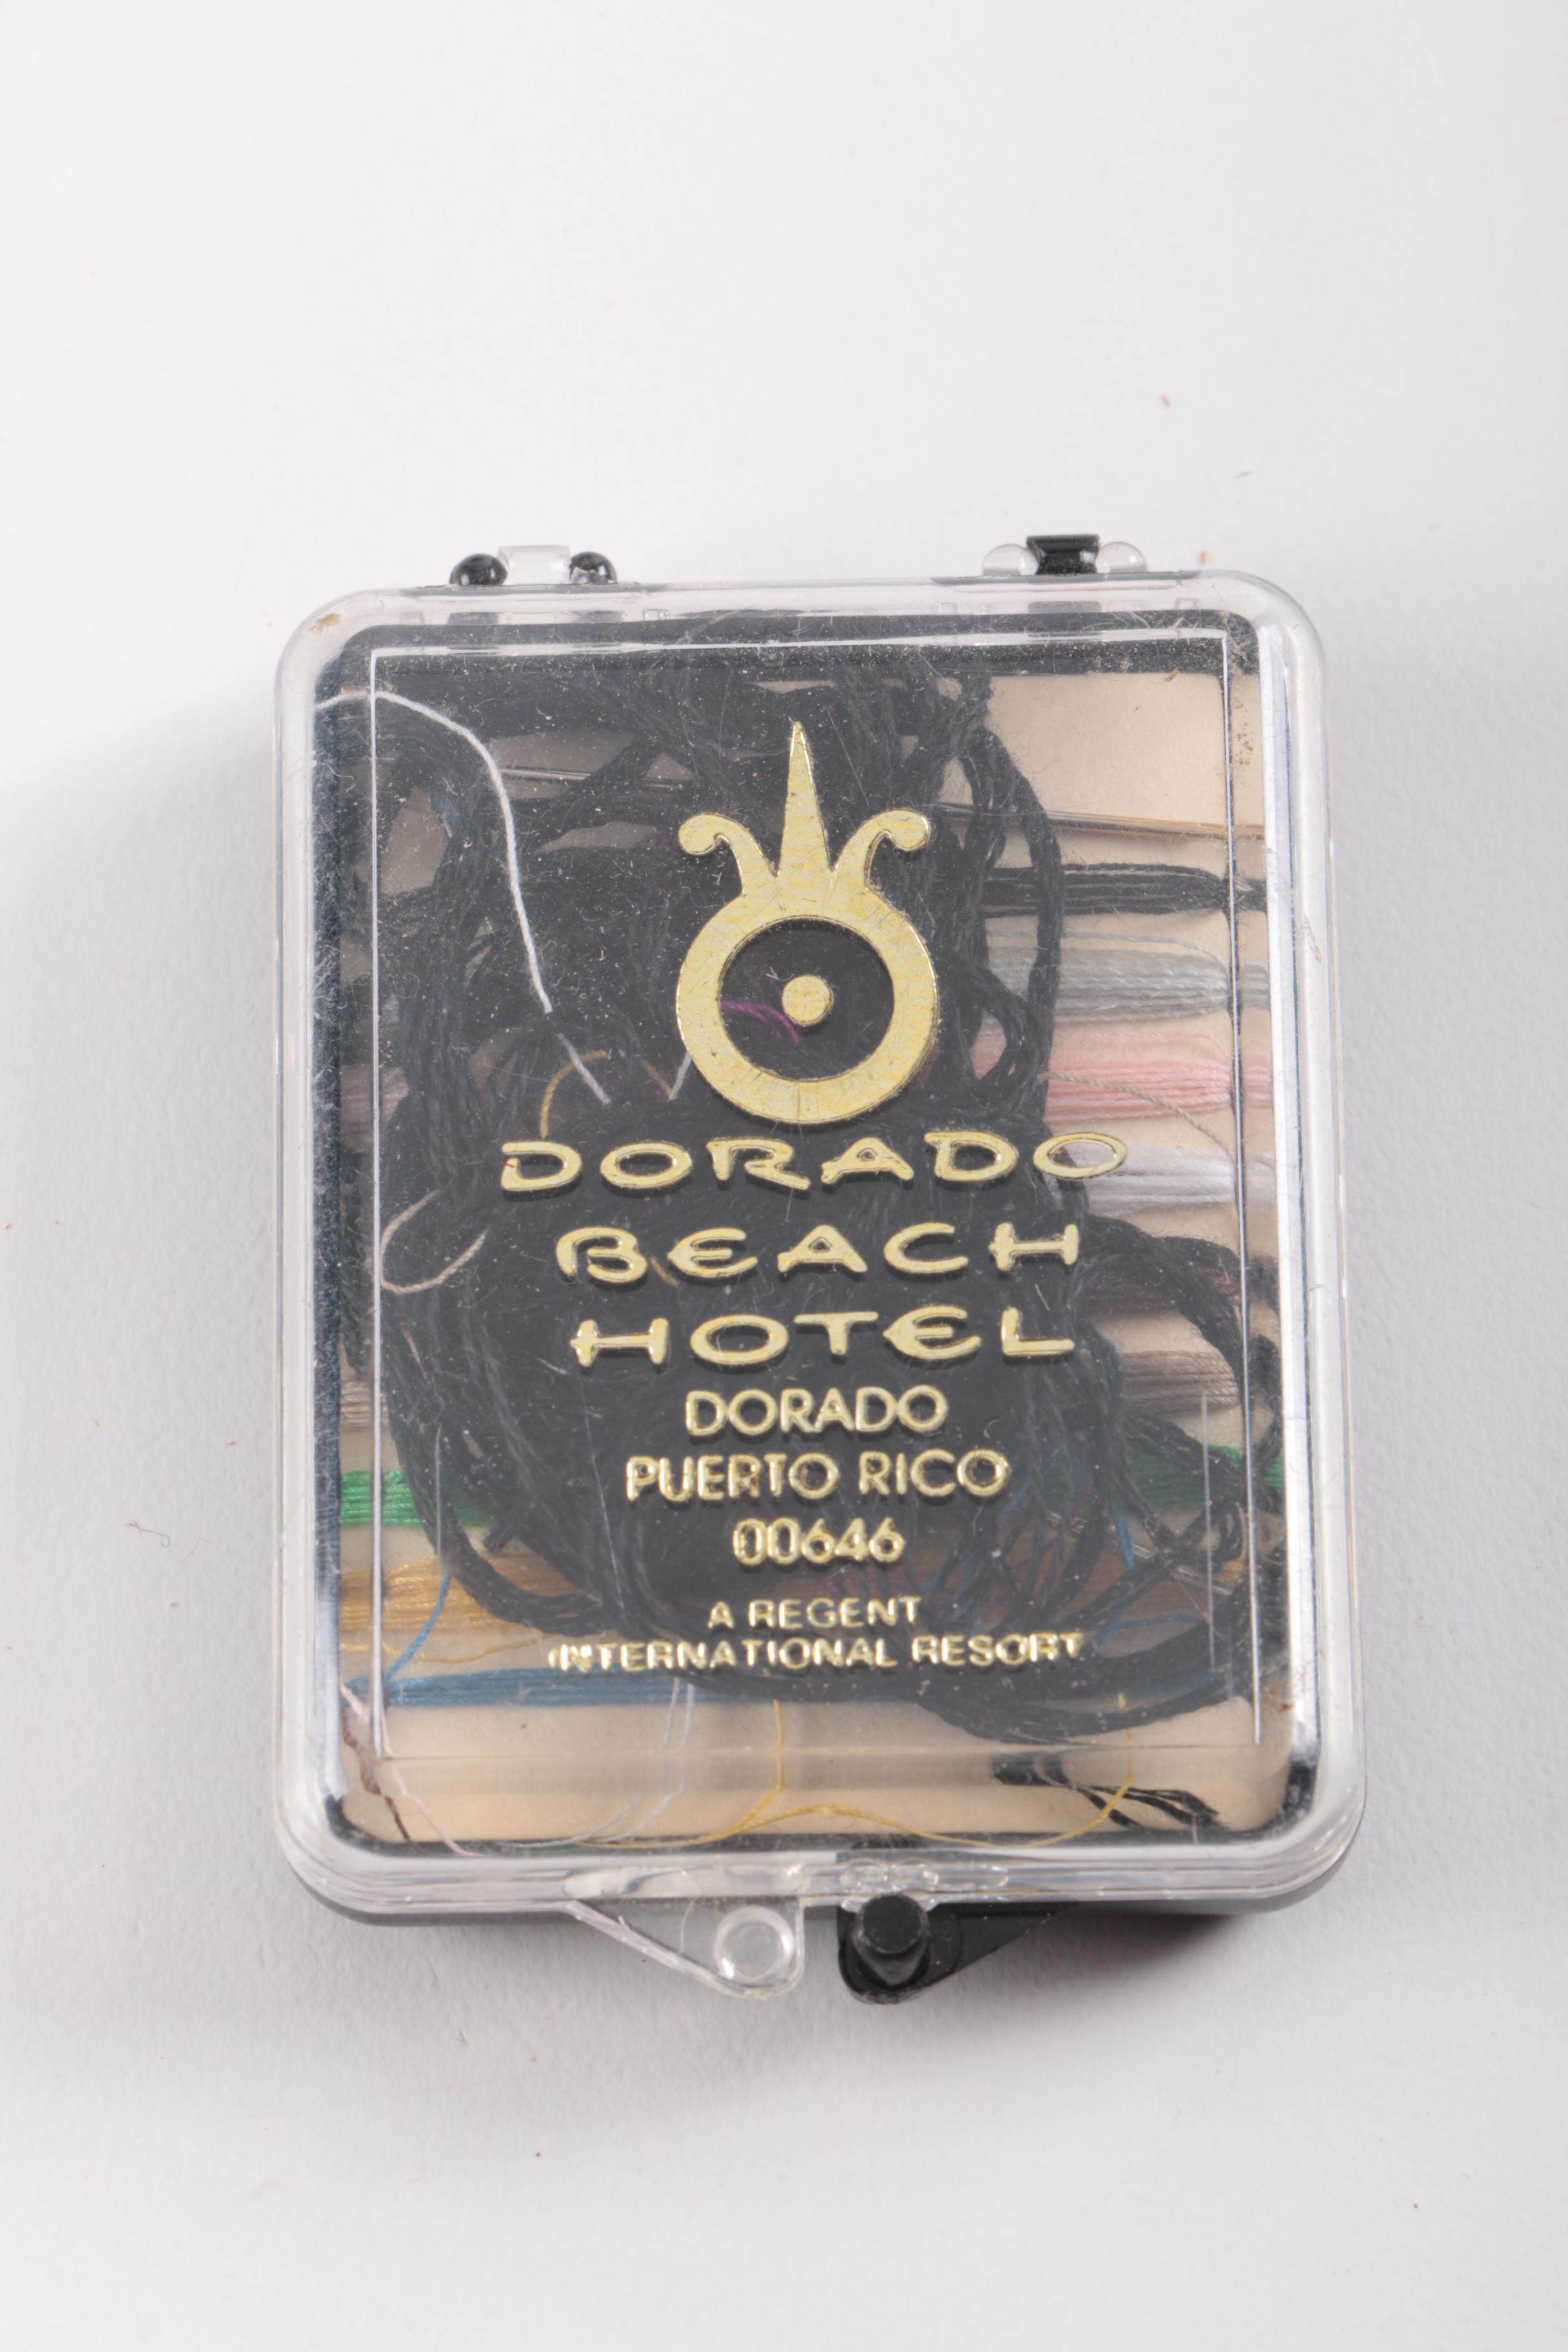 DORADO
BEACH
HOTEL
DORADO
PUERTO RICO
00646
A REGENT
INTERNATIONAL RESORT